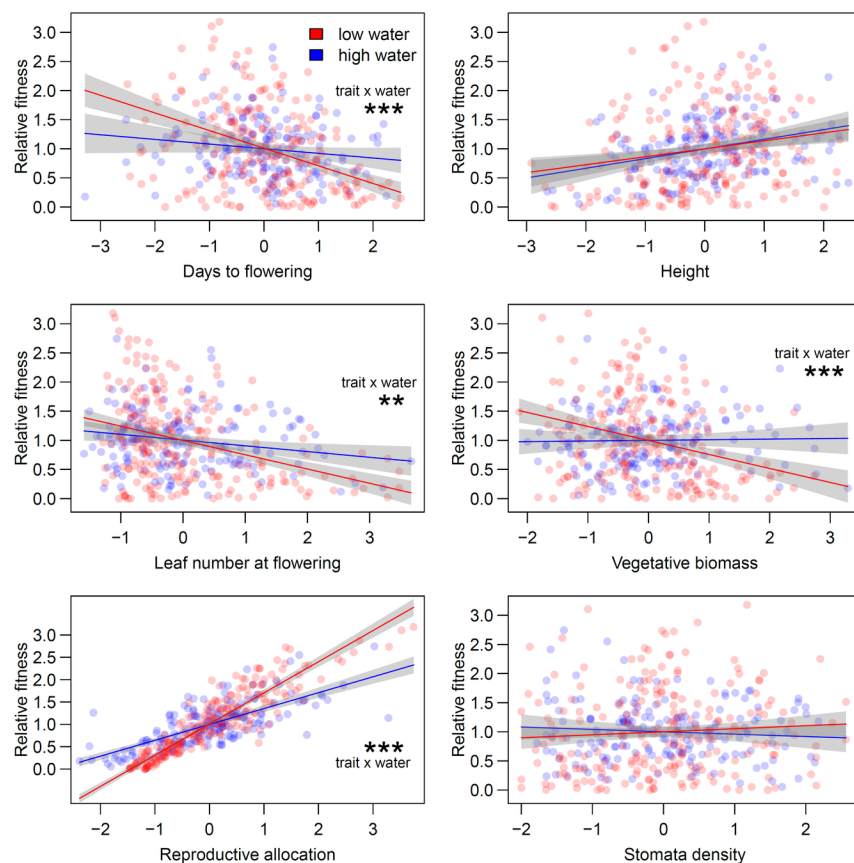 low water
high water
trait x water
***
Relative fitness
3.0
2.5
2.0
1.5
1.0
0.5
0.0
−3 −2 −1 0 1 2
Days to flowering
Relative fitness
3.0
2.5
2.0
1.5
1.0
0.5
0.0
−3 −2 −1 0 1 2
Height
trait x water
**
Relative fitness
3.0
2.5
2.0
1.5
1.0
0.5
0.0
−1 0 1 2 3
Leaf number at flowering
trait x water
***
Relative fitness
3.0
2.5
2.0
1.5
1.0
0.5
0.0
−2 −1 0 1 2 3
Vegetative biomass
Relative fitness
3.0
2.5
2.0
1.5
1.0
0.5
0.0
***
trait x water
−2 −1 0 1 2 3
Reproductive allocation
Relative fitness
3.0
2.5
2.0
1.5
1.0
0.5
0.0
−2 −1 0 1 2
Stomata density